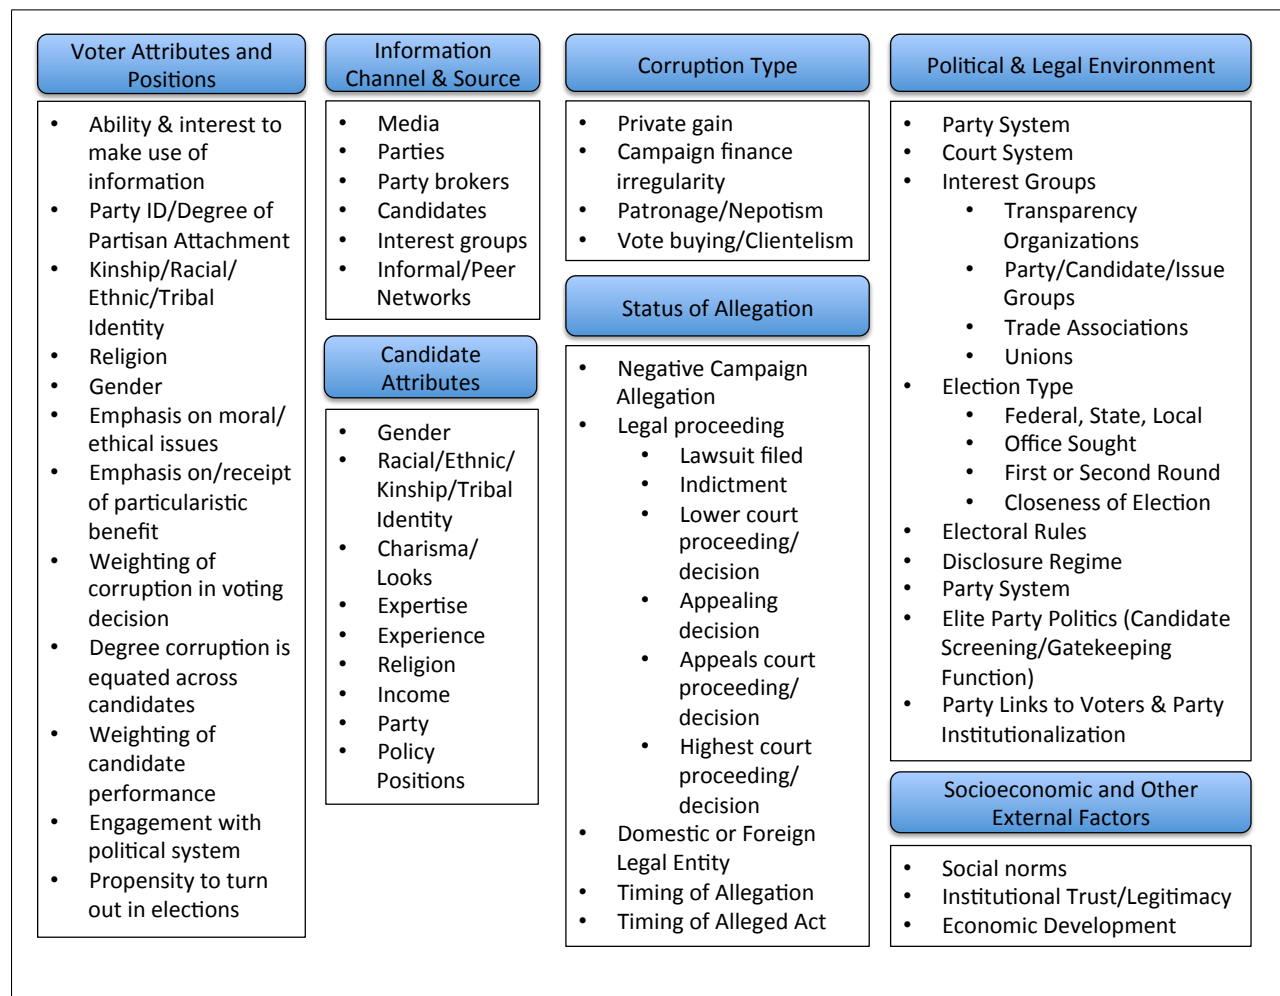 Voter Attributes and
Positions
• Ability & interest to
make use of
information
• Party ID/Degree of
Partisan Attachment
• Kinship/Racial/
Ethnic/Tribal
Identity
• Religion
• Gender
• Emphasis on moral/
ethical issues
• Emphasis on/receipt
of particularistic
benefit
• Weighting of
corruption in voting
decision
• Degree corruption is
equated across
candidates
• Weighting of
candidate
performance
• Engagement with
political system
• Propensity to turn
out in elections
Information
Channel & Source
• Media
• Parties
• Party brokers
• Candidates
• Interest groups
• Informal/Peer
Networks
Candidate
Attributes
• Gender
• Racial/Ethnic/
Kinship/Tribal
Identity
• Charisma/
Looks
• Expertise
• Experience
• Religion
• Income
• Party
• Policy
Positions
Corruption Type
• Private gain
• Campaign finance
irregularity
• Patronage/Nepotism
• Vote buying/Clientelism
Status of Allegation
• Negative Campaign
Allegation
• Legal proceeding
• Lawsuit filed
• Indictment
• Lower court
proceeding/
decision
• Appealing
decision
• Appeals court
proceeding/
decision
• Highest court
proceeding/
decision
• Domestic or Foreign
Legal Entity
• Timing of Allegation
• Timing of Alleged Act
Political & Legal Environment
• Party System
• Court System
• Interest Groups
• Transparency
Organizations
• Party/Candidate/Issue
Groups
• Trade Associations
• Unions
• Election Type
• Federal, State, Local
• Office Sought
• First or Second Round
• Closeness of Election
• Electoral Rules
• Disclosure Regime
• Party System
• Elite Party Politics (Candidate
Screening/Gatekeeping
Function)
• Party Links to Voters & Party
Institutionalization
Socioeconomic and Other
External Factors
• Social norms
• Institutional Trust/Legitimacy
• Economic Development